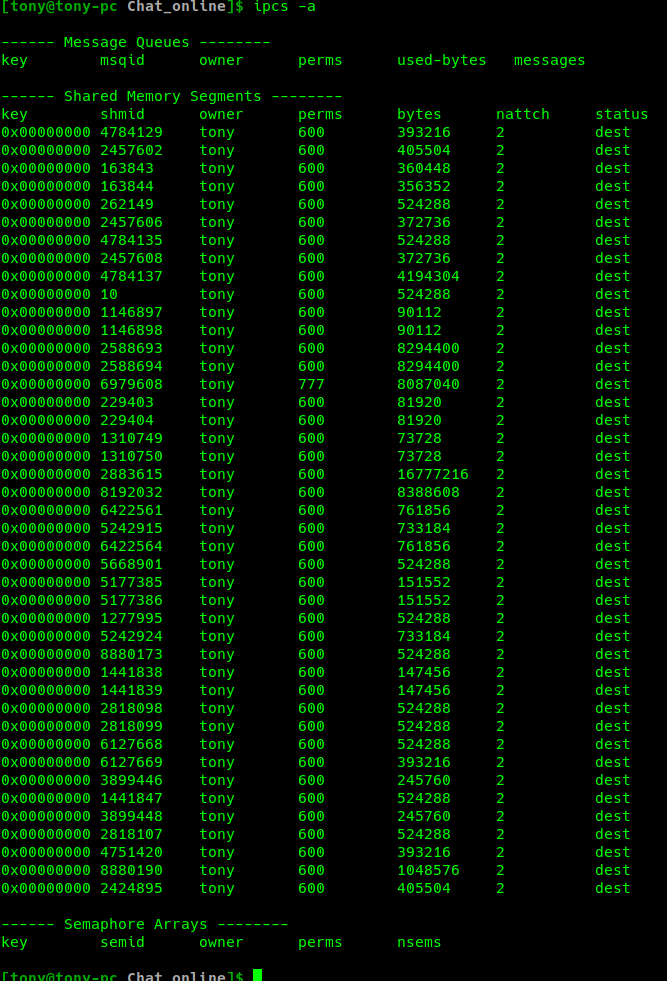 [tony@tony-pc Chat_online]$ ipcs -a
------ Message Queues --------
key        msqid      owner      perms      used-bytes   messages
------ Shared Memory Segments --------
key        shmid      owner      perms      bytes      nattch     status
0x00000000 4784129    tony       600        393216     2          dest
0x00000000 2457602    tony       600        405504     2          dest
0x00000000 163843     tony       600        360448     2          dest
0x00000000 163844     tony       600        356352     2          dest
0x00000000 262149     tony       600        524288     2          dest
0x00000000 2457606    tony       600        372736     2          dest
0x00000000 4784135    tony       600        524288     2          dest
0x00000000 2457608    tony       600        372736     2          dest
0x00000000 4784137    tony       600        4194304    2          dest
0x00000000 10         tony       600        524288     2          dest
0x00000000 1146897    tony       600        90112      2          dest
0x00000000 1146898    tony       600        90112      2          dest
0x00000000 2588693    tony       600        8294400    2          dest
0x00000000 2588694    tony       600        8294400    2          dest
0x00000000 6979608    tony       777        8087040    2          dest
0x00000000 229403     tony       600        81920      2          dest
0x00000000 229404     tony       600        81920      2          dest
0x00000000 1310749    tony       600        73728      2          dest
0x00000000 1310750    tony       600        73728      2          dest
0x00000000 2883615    tony       600        16777216   2          dest
0x00000000 8192032    tony       600        8388608    2          dest
0x00000000 6422561    tony       600        761856     2          dest
0x00000000 5242915    tony       600        733184     2          dest
0x00000000 6422564    tony       600        761856     2          dest
0x00000000 5668901    tony       600        524288     2          dest
0x00000000 5177385    tony       600        151552     2          dest
0x00000000 5177386    tony       600        151552     2          dest
0x00000000 1277995    tony       600        524288     2          dest
0x00000000 5242924    tony       600        733184     2          dest
0x00000000 8880173    tony       600        524288     2          dest
0x00000000 1441838    tony       600        147456     2          dest
0x00000000 1441839    tony       600        147456     2          dest
0x00000000 2818098    tony       600        524288     2          dest
0x00000000 2818099    tony       600        524288     2          dest
0x00000000 6127668    tony       600        524288     2          dest
0x00000000 6127669    tony       600        393216     2          dest
0x00000000 3899446    tony       600        245760     2          dest
0x00000000 1441847    tony       600        524288     2          dest
0x00000000 3899448    tony       600        245760     2          dest
0x00000000 2818107    tony       600        524288     2          dest
0x00000000 4751420    tony       600        393216     2          dest
0x00000000 8880190    tony       600        1048576    2          dest
0x00000000 2424895    tony       600        405504     2          dest
------ Semaphore Arrays --------
key        semid      owner      perms      nsems
[tony@tony-pc Chat_online]$